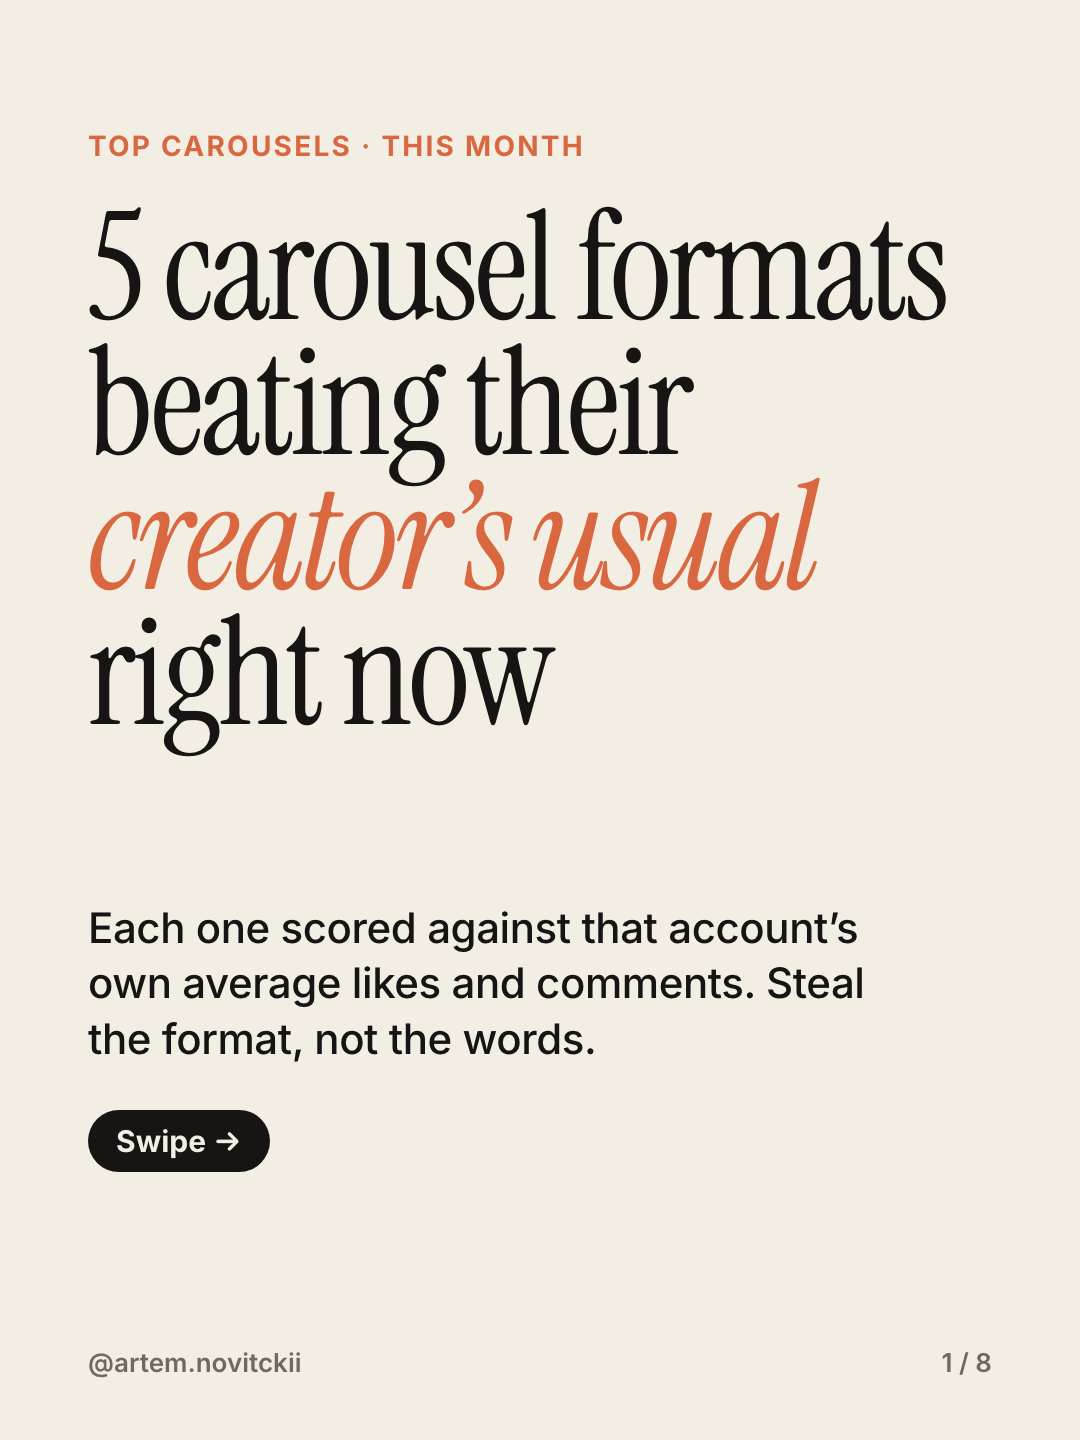 TOP CAROUSELS · THIS MONTH
5 carousel formats
beating their
creator’s usual
right now
Each one scored against that account’s
own average likes and comments. Steal
the format, not the words.
Swipe →
@artem.novitckii
1 / 8